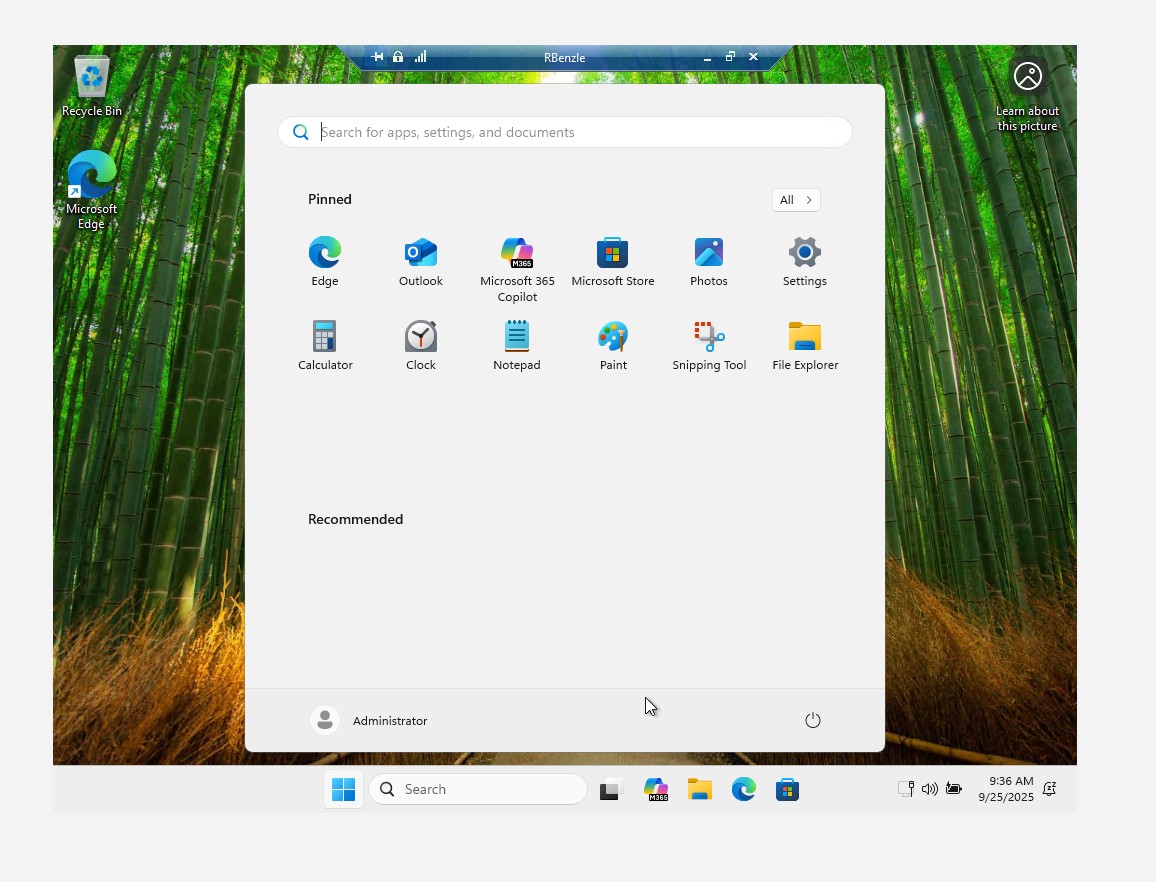 RBenzle
Recycle Bin
Learn about
this picture
Microsoft
Edge
Search for apps, settings, and documents
Pinned
All
Edge
Outlook
M365
Microsoft 365
Copilot
Microsoft Store
Photos
Settings
Calculator
Clock
Notepad
Paint
Snipping Tool
File Explorer
Recommended
Administrator
Search
M365
9:36 AM
9/25/2025